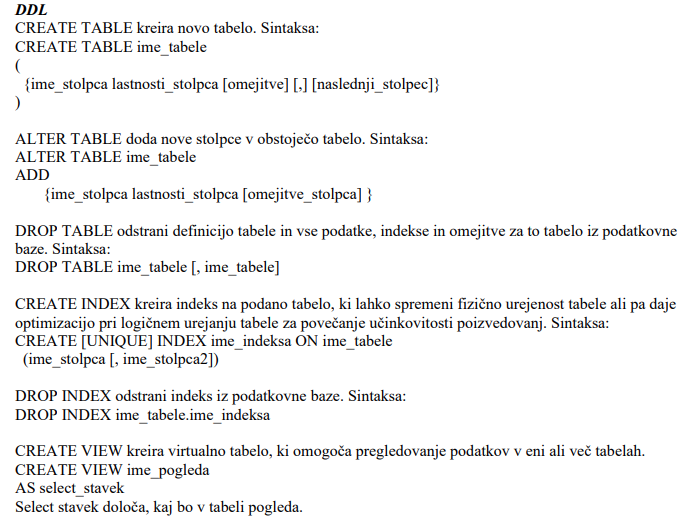 DDL
CREATE TABLE kreira novo tabelo. Sintaksa:
CREATE TABLE ime_tabele
(
{ime_stolpca lastnosti_stolpca [omejitve] [,] [naslednji_stolpec]}
)
ALTER TABLE doda nove stolpce v obstoječo tabelo. Sintaksa:
ALTER TABLE ime_tabele
ADD
{ime_stolpca lastnosti_stolpca [omejitve_stolpca] }
DROP TABLE odstrani definicijo tabele in vse podatke, indekse in omejitve za to tabelo iz podatkovne
baze. Sintaksa:
DROP TABLE ime_tabele [, ime_tabele]
CREATE INDEX kreira indeks na podano tabelo, ki lahko spremeni fizično urejenost tabele ali pa daje
optimizacijo pri logičnem urejanju tabele za povečanje učinkovitosti poizvedovanj. Sintaksa:
CREATE [UNIQUE] INDEX ime_indeksa ON ime_tabele
(ime_stolpca [, ime_stolpca2])
DROP INDEX odstrani indeks iz podatkovne baze. Sintaksa:
DROP INDEX ime_tabele.ime_indeksa
CREATE VIEW kreira virtualno tabelo, ki omogoča pregledovanje podatkov v eni ali več tabelah.
CREATE VIEW ime_pogleda
AS select_stavek
Select stavek določa, kaj bo v tabeli pogleda.